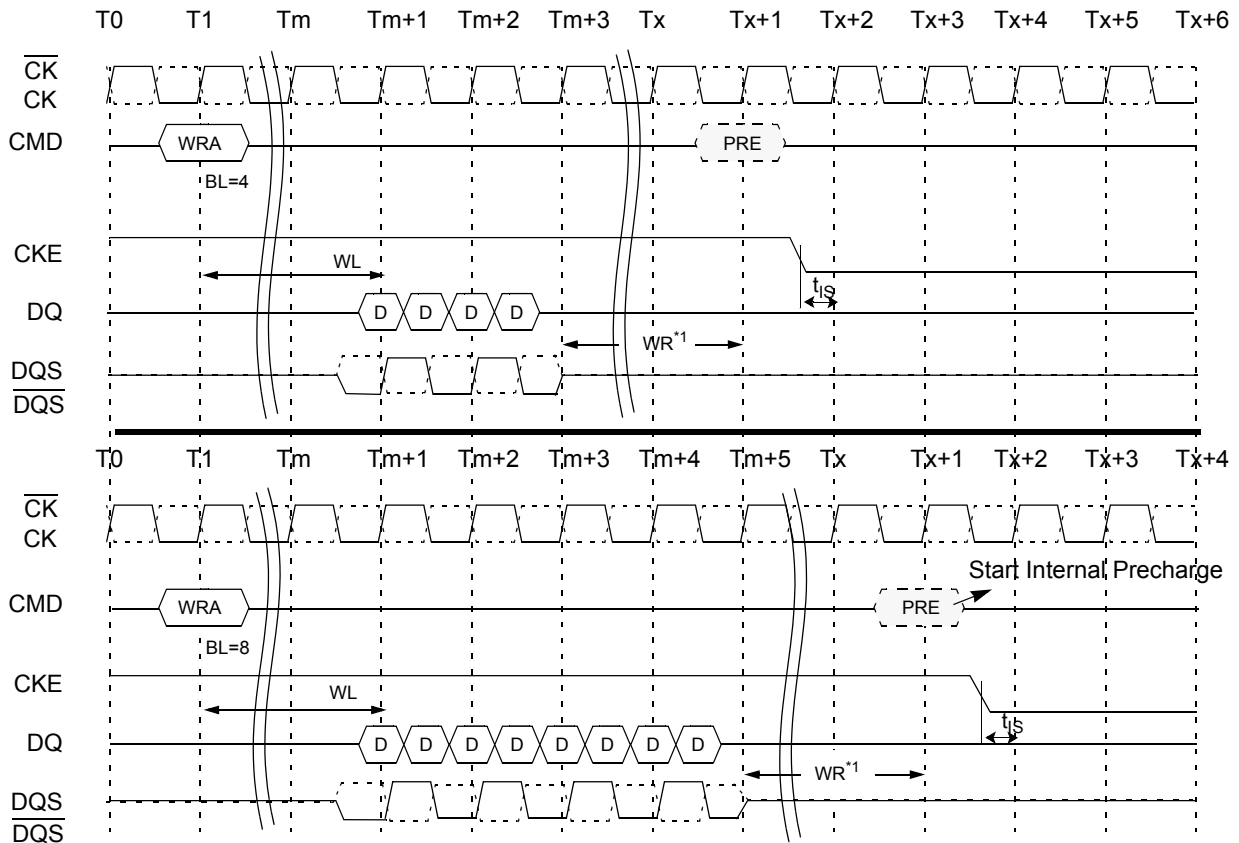 T0 T1 Tm Tm+1 Tm+2 Tm+3 Tx Tx+1 Tx+2 Tx+3 Tx+4 Tx+5 Tx+6
CK
CK
CMD WRA PRE
BL=4
CKE
WL
tIS
DQ D D D D
WR*1
DQS
DQS
T0 T1 Tm Tm+1 Tm+2 Tm+3 Tm+4 Tm+5 Tx Tx+1 Tx+2 Tx+3 Tx+4
CK
CK
Start Internal Precharge
CMD WRA PRE
BL=8
CKE
WL
tIS
DQ D D D D D D D D
WR*1
DQS
DQS